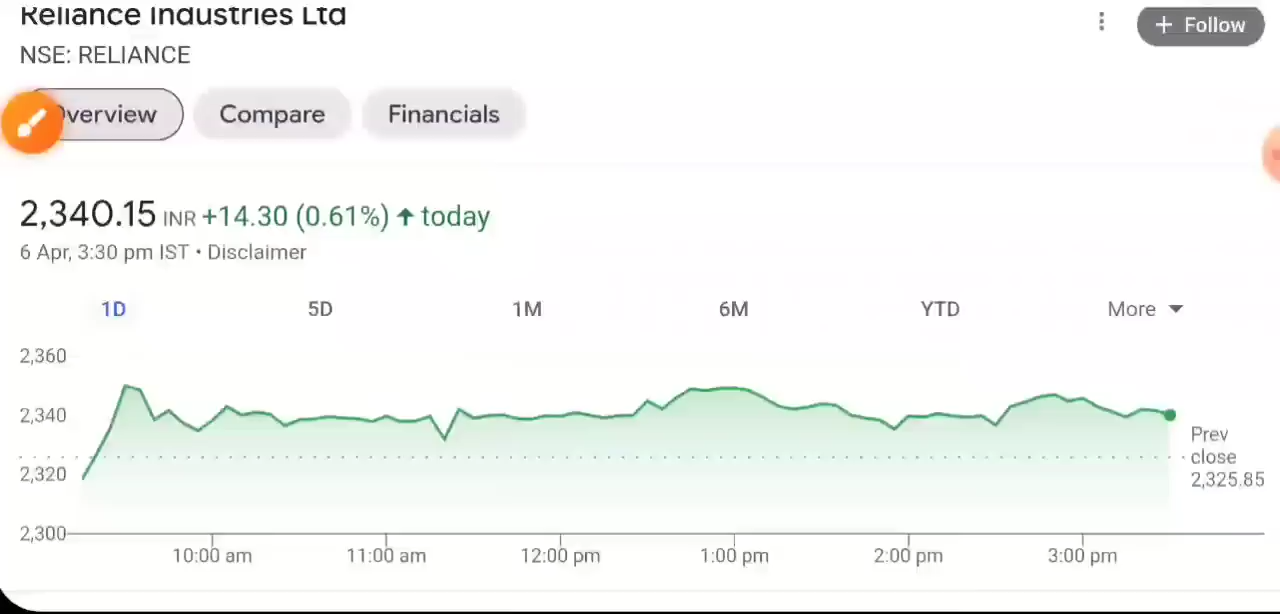 Reliance Industries Ltd
+ Follow
NSE: RELIANCE
Overview Compare Financials
2,340.15 INR +14.30 (0.61%) ↑ today
6 Apr, 3:30 pm IST • Disclaimer
1D 5D 1M 6M YTD More
2,360
2,340
2,320
2,300
Prev
close
2,325.85
10:00 am 11:00 am 12:00 pm 1:00 pm 2:00 pm 3:00 pm